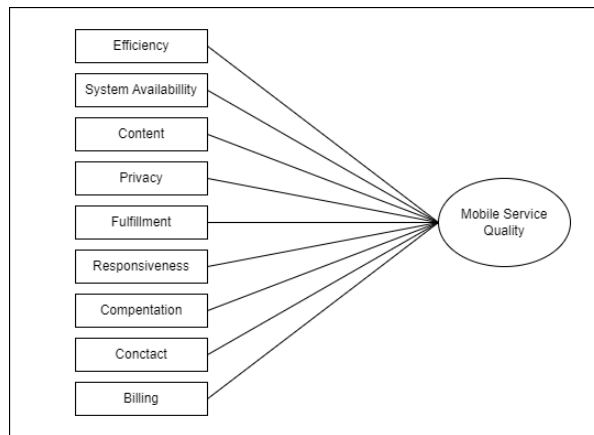 Efficiency
System Availabillity
Content
Privacy
Fulfillment
Responsiveness
Compentation
Conctact
Billing
Mobile Service
Quality